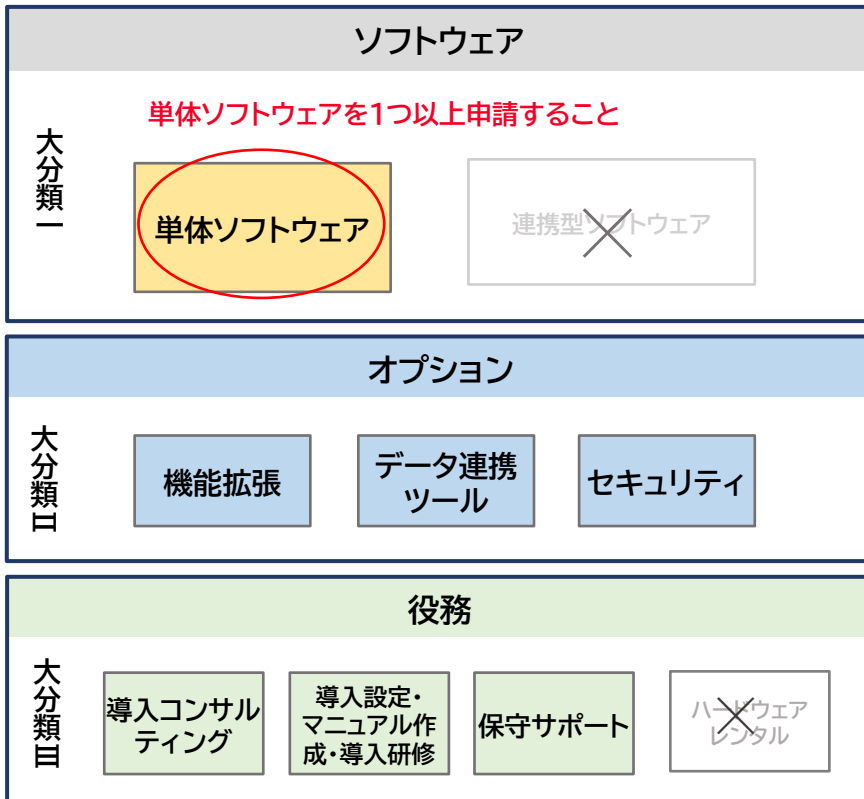 ソフトウェア
大分類Ⅰ
単体ソフトウェアを1つ以上申請すること
単体ソフトウェア
連携型ソフトウェア
オプション
大分類Ⅱ
機能拡張
データ連携
ツール
セキュリティ
役務
大分類Ⅲ
導入コンサル
ティング
導入設定・
マニュアル作
成・導入研修
保守サポート
ハードウェア
レンタル